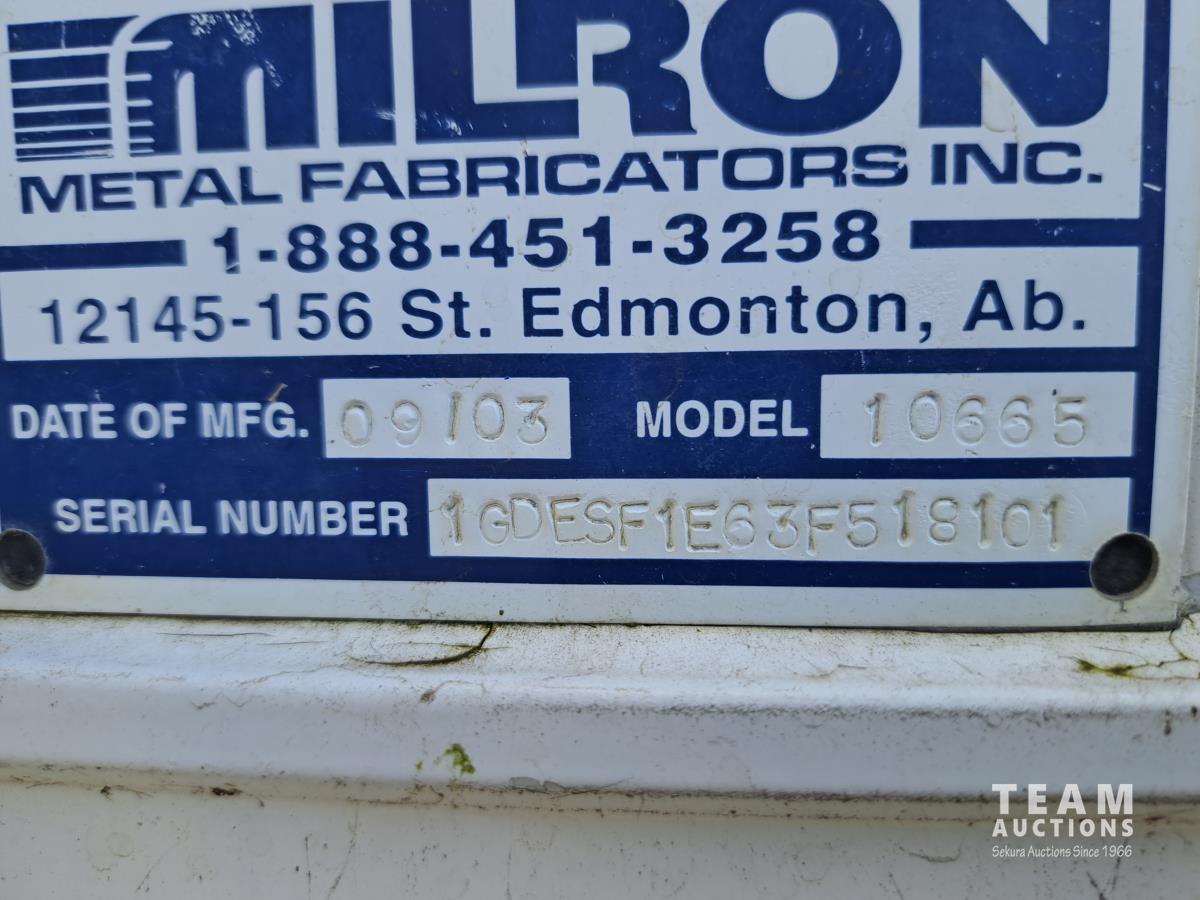 MILRON
METAL FABRICATORS INC.
1-888-451-3258
12145-156 St. Edmonton, Ab.
DATE OF MFG. 09/03 MODEL 10665
SERIAL NUMBER 1GDESF1E63F518101
TEAM
AUCTIONS
Sekura Auctions Since 1966